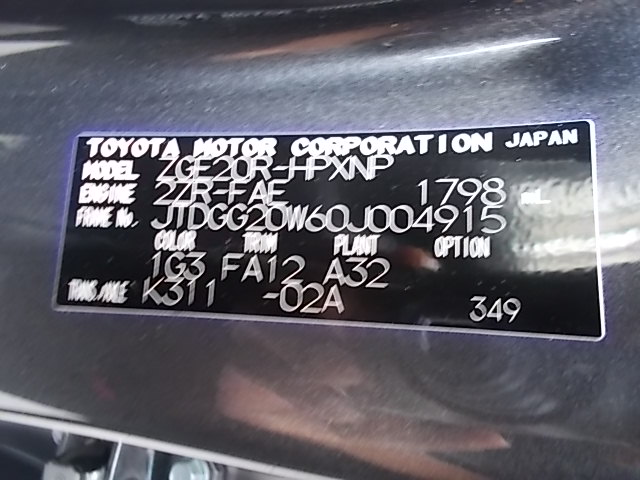 TOYOTA MOTOR CORPORATION JAPAN
MODEL ZGE20R-HPXNP
ENGINE 2ZR-FAE 1798 mL
FRAME No. JTDGG20W60J004915
COLOR TRIM PLANT OPTION
1G3 FA12 A32
TRANS./AXLE K311 -02A 349